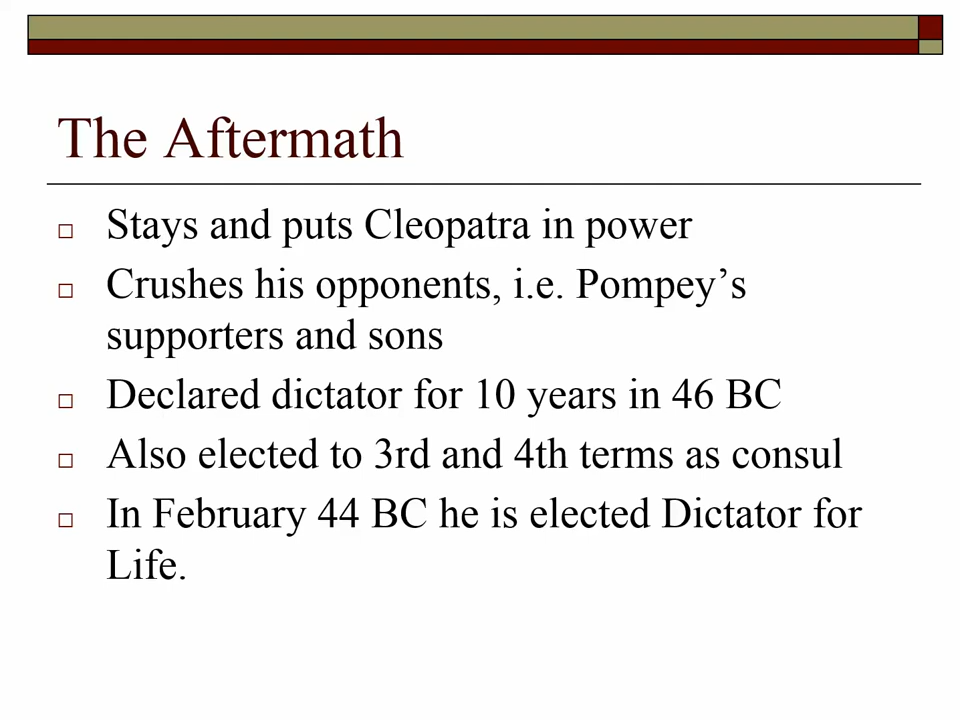 The Aftermath
Stays and puts Cleopatra in power
Crushes his opponents, i.e. Pompey’s
supporters and sons
Declared dictator for 10 years in 46 BC
Also elected to 3rd and 4th terms as consul
In February 44 BC he is elected Dictator for
Life.